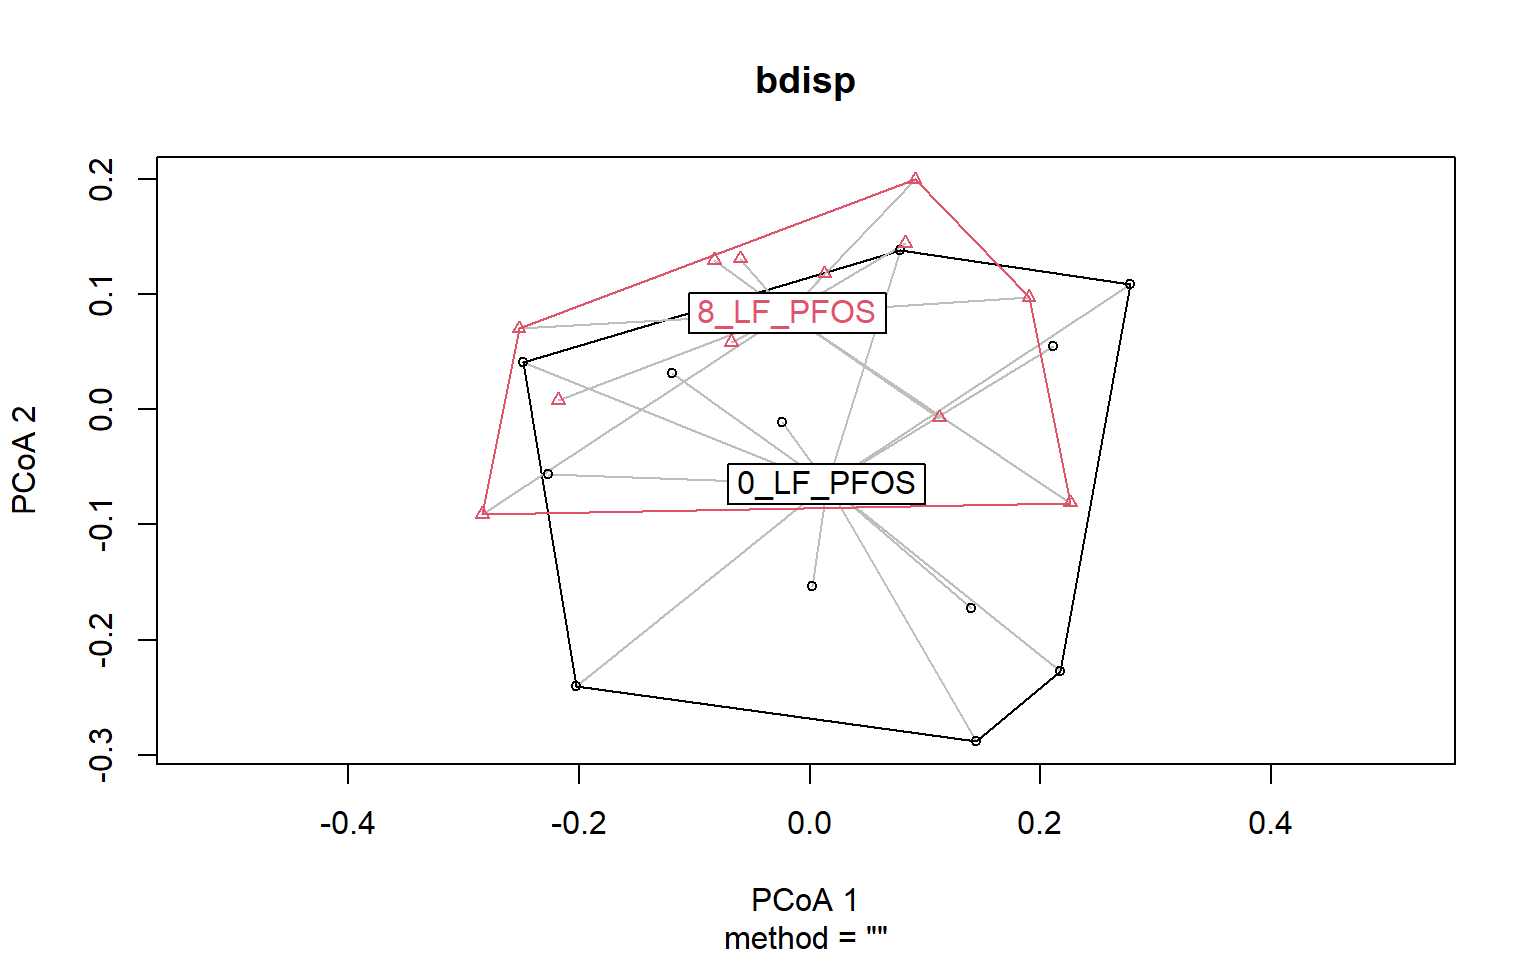 bdisp
PCoA 2
0.2
0.1
0.0
-0.1
-0.2
-0.3
8_LF_PFOS
0_LF_PFOS
-0.4
-0.2
0.0
0.2
0.4
PCoA 1
method = ""